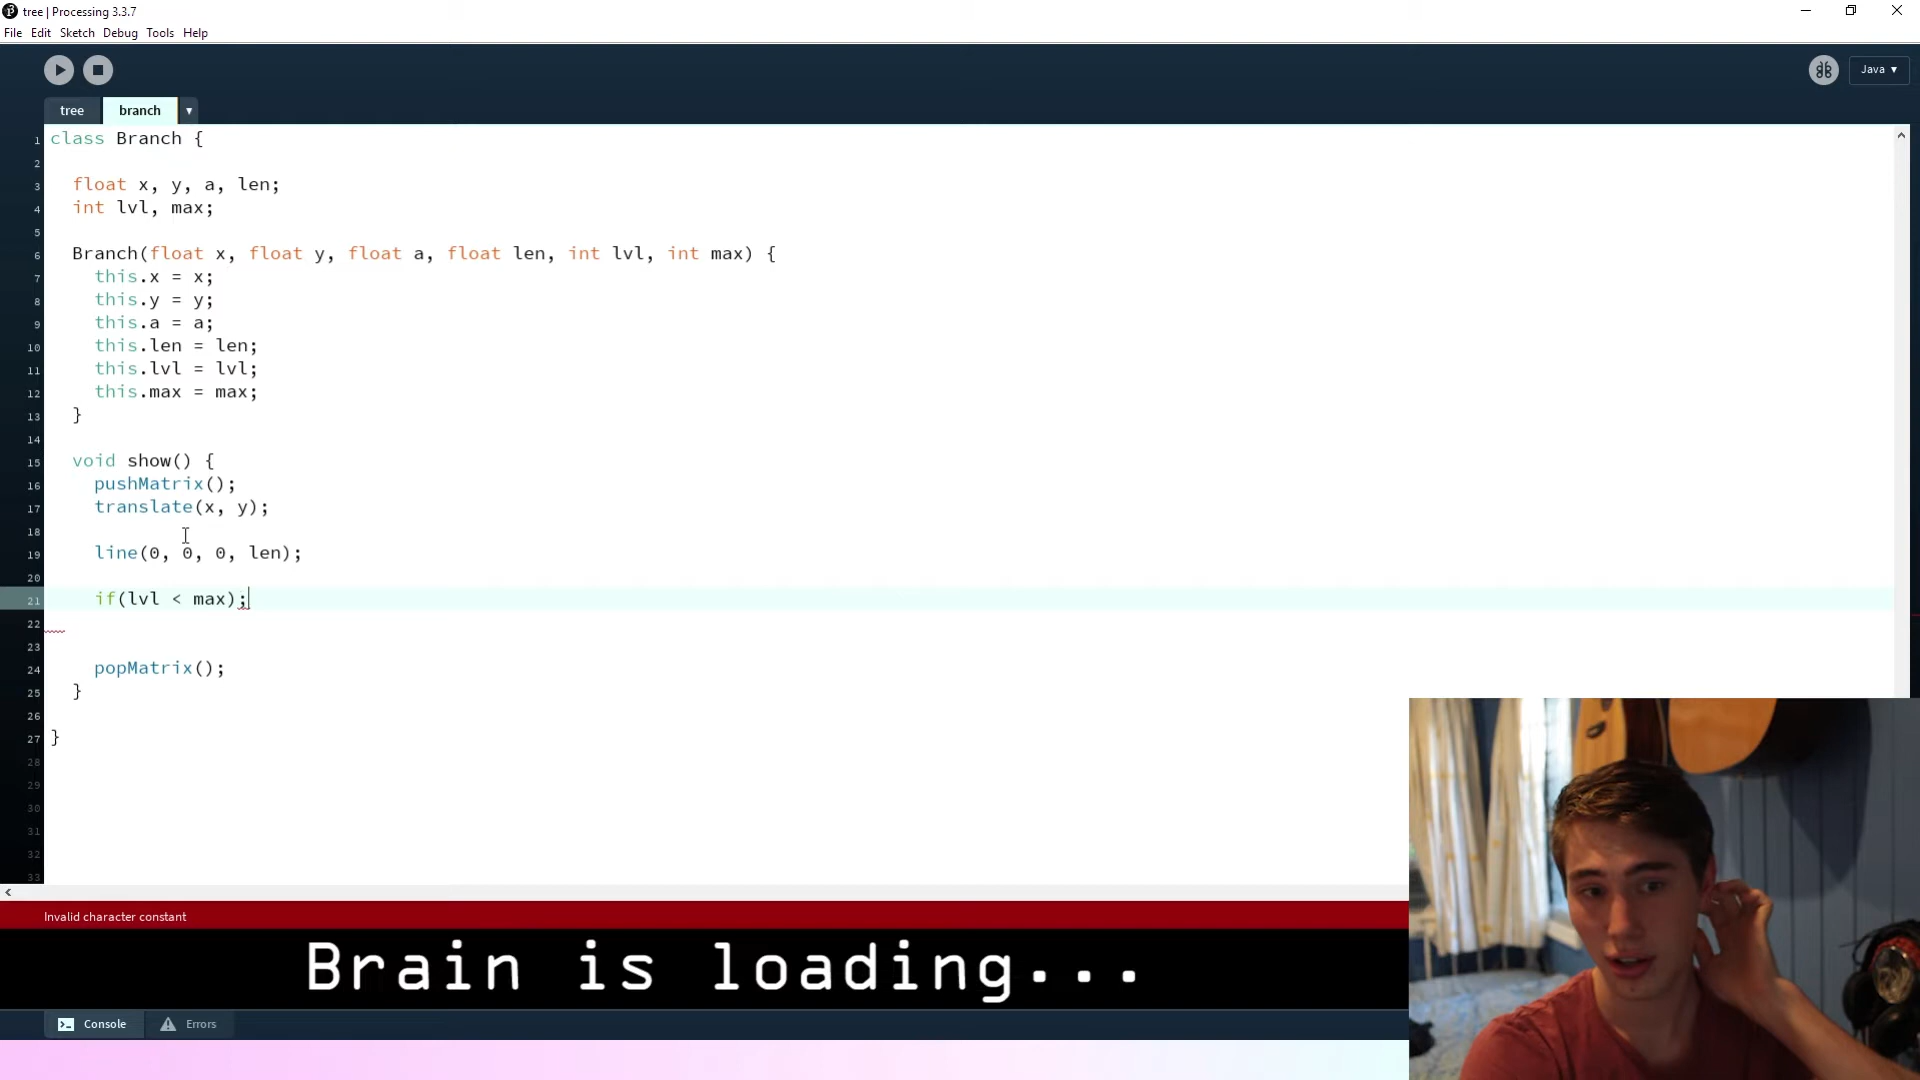 tree | Processing 3.3.7
File Edit Sketch Debug Tools Help
Java ▾
tree branch ▾
1 class Branch {
2
3 float x, y, a, len;
4 int lvl, max;
5
6 Branch(float x, float y, float a, float len, int lvl, int max) {
7 this.x = x;
8 this.y = y;
9 this.a = a;
10 this.len = len;
11 this.lvl = lvl;
12 this.max = max;
13 }
14
15 void show() {
16 pushMatrix();
17 translate(x, y);
18
19 line(0, 0, 0, len);
20
21 if(lvl < max);
22
23
24 popMatrix();
25 }
26
27 }
28
29
30
31
32
33
Invalid character constant
Brain is loading...
Console Errors